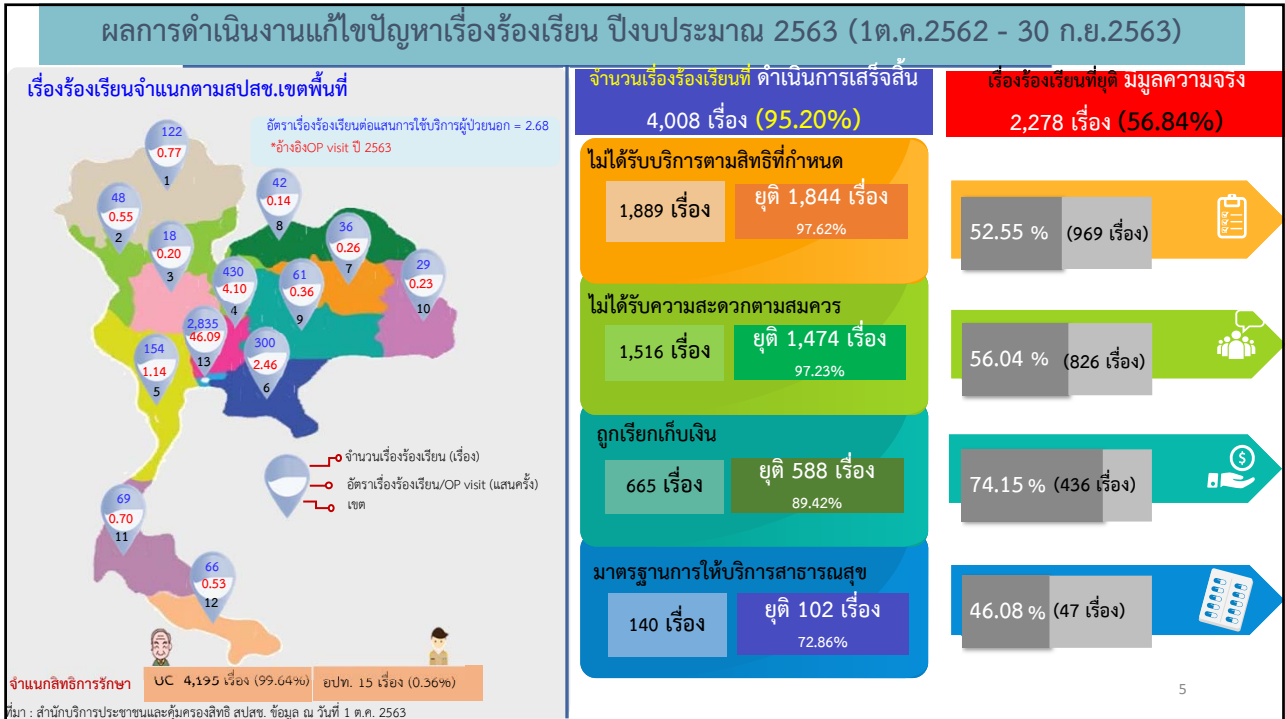 ผลการดำเนินงานแก้ไขปัญหาเรื่องร้องเรียน ปีงบประมาณ 2563 (1ต.ค.2562 - 30 ก.ย.2563)
เรื่องร้องเรียนจำแนกตามสปสช.เขตพื้นที่
อัตราเรื่องร้องเรียนต่อแสนการใช้บริการผู้ป่วยนอก = 2.68
*อ้างอิงOP visit ปี 2563
122
0.77
1
48
0.55
2
18
0.20
3
42
0.14
8
36
0.26
7
29
0.23
10
430
4.10
4
61
0.36
9
2,835
46.09
13
300
2.46
6
154
1.14
5
69
0.70
11
66
0.53
12
จำนวนเรื่องร้องเรียน (เรื่อง)
อัตราเรื่องร้องเรียน/OP visit (แสนครั้ง)
เขต
จำแนกสิทธิการรักษา
UC 4,195 เรื่อง (99.64%)
อปท. 15 เรื่อง (0.36%)
ที่มา : สำนักบริการประชาชนและคุ้มครองสิทธิ สปสช. ข้อมูล ณ วันที่ 1 ต.ค. 2563
จำนวนเรื่องร้องเรียนที่ ดำเนินการเสร็จสิ้น
4,008 เรื่อง (95.20%)
ไม่ได้รับบริการตามสิทธิที่กำหนด
1,889 เรื่อง
ยุติ 1,844 เรื่อง
97.62%
ไม่ได้รับความสะดวกตามสมควร
1,516 เรื่อง
ยุติ 1,474 เรื่อง
97.23%
ถูกเรียกเก็บเงิน
665 เรื่อง
ยุติ 588 เรื่อง
89.42%
มาตรฐานการให้บริการสาธารณสุข
140 เรื่อง
ยุติ 102 เรื่อง
72.86%
เรื่องร้องเรียนที่ยุติ มีมูลความจริง
2,278 เรื่อง (56.84%)
52.55 % (969 เรื่อง)
56.04 % (826 เรื่อง)
74.15 % (436 เรื่อง)
46.08 % (47 เรื่อง)
5